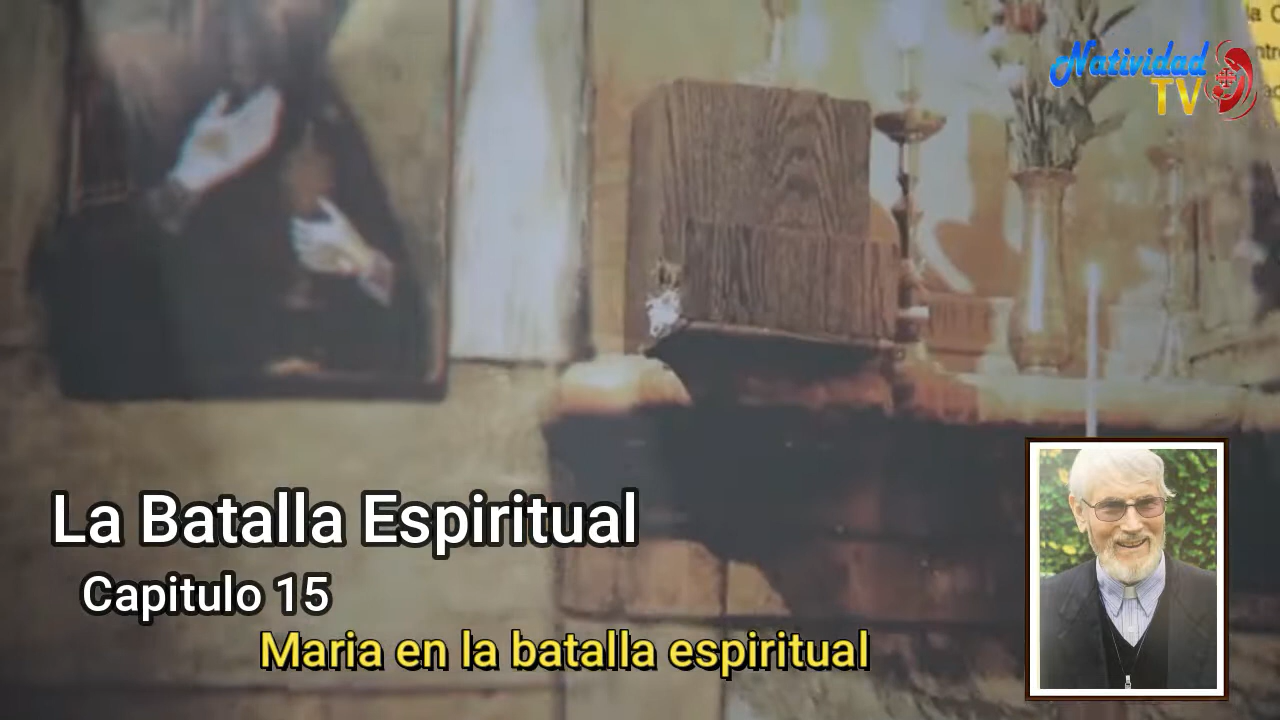 Natividad
TV
La Batalla Espiritual
Capitulo 15
Maria en la batalla espiritual